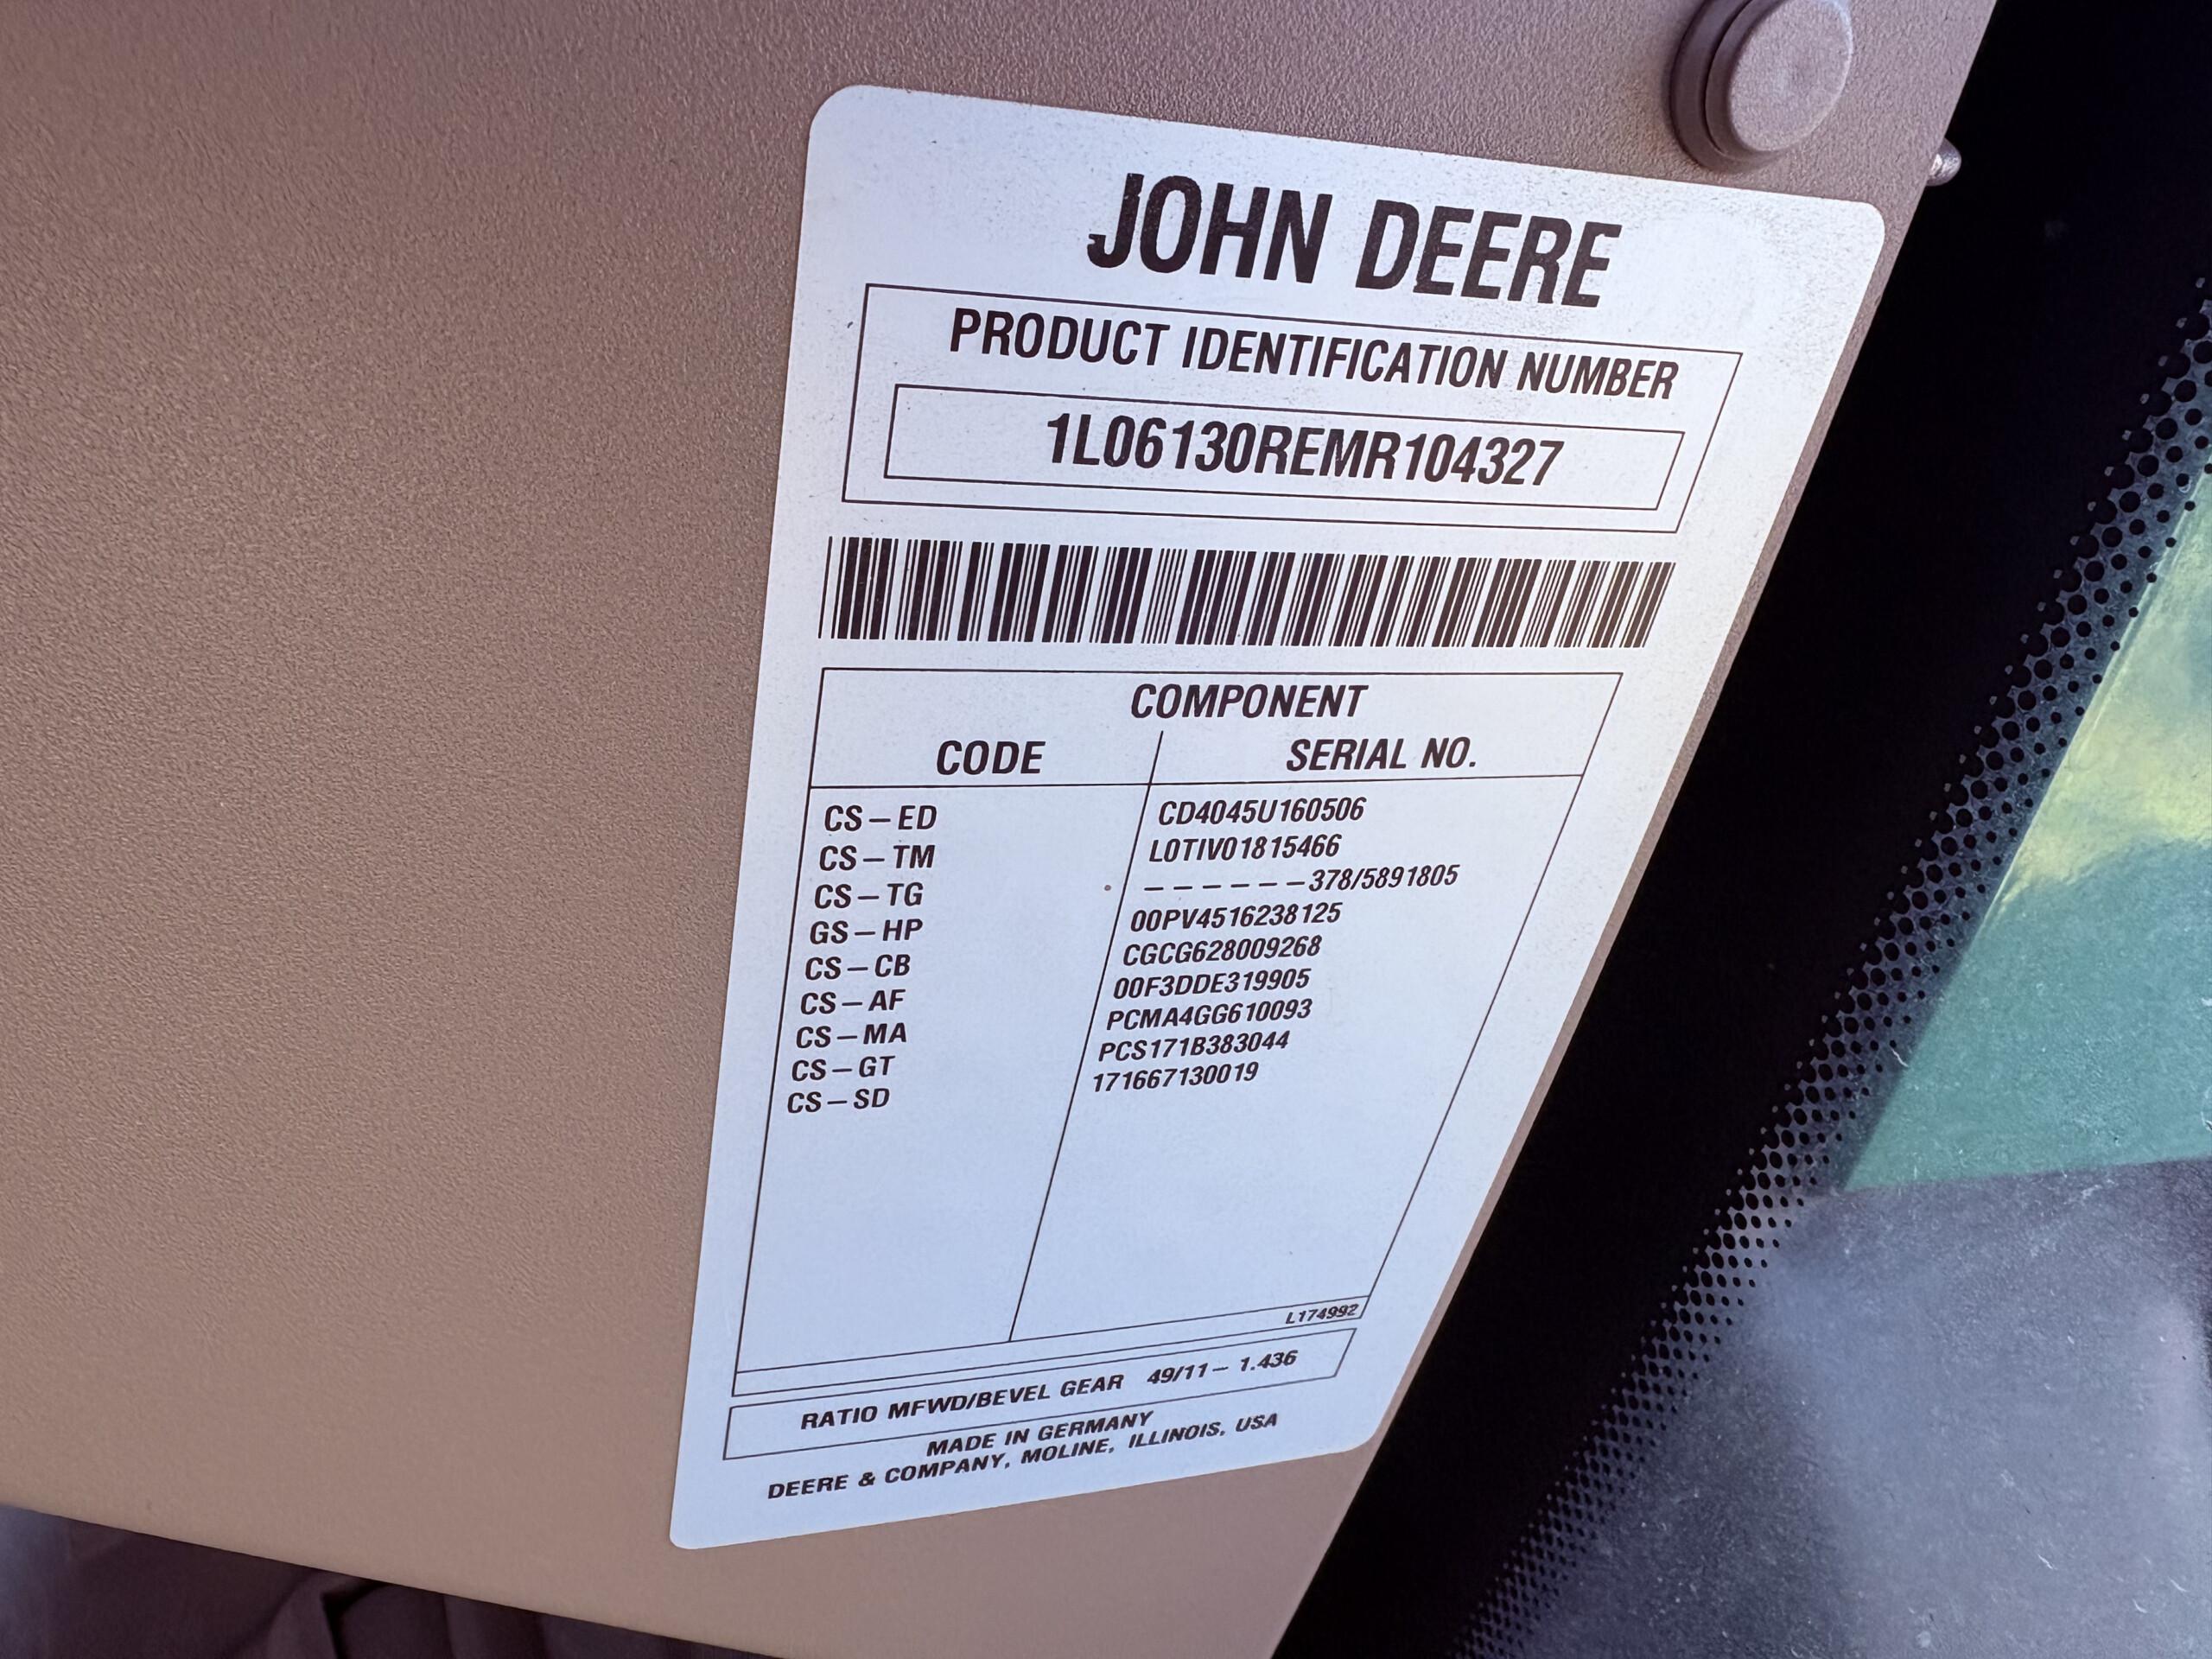 JOHN DEERE
PRODUCT IDENTIFICATION NUMBER
1L06130REMR104327
COMPONENT
CODE SERIAL NO.
CS-ED CD4045U160506
CS-TM L0TIV01815466
CS-TG ------378/5891805
GS-HP 00PV4516238125
CS-CB CGCG628009268
CS-AF 00F3DDE319905
CS-MA PCMA4GG610093
CS-GT PCS171B383044
CS-SD 171667130019
L174992
RATIO MFWD/BEVEL GEAR 49/11- 1.436
MADE IN GERMANY
DEERE & COMPANY, MOLINE, ILLINOIS, USA